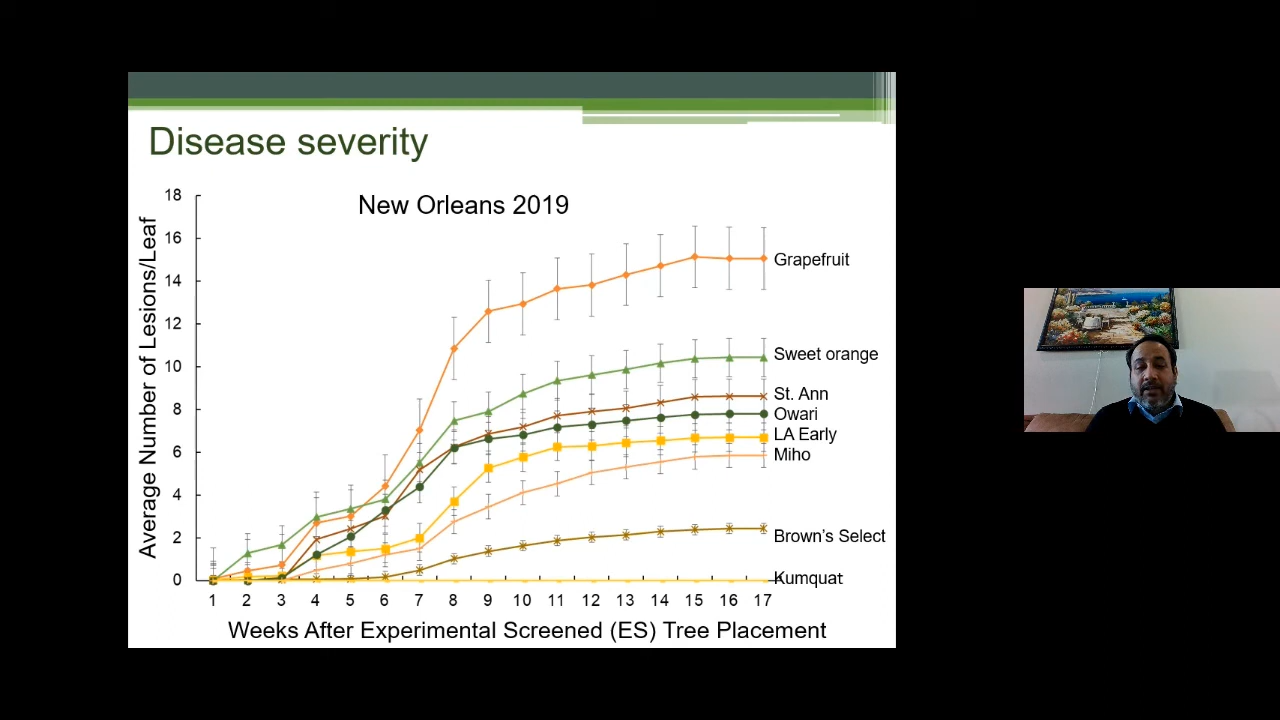 Disease severity
New Orleans 2019
Average Number of Lesions/Leaf
18
16
14
12
10
8
6
4
2
0
Grapefruit
Sweet orange
St. Ann
Owari
LA Early
Miho
Brown's Select
Kumquat
1 2 3 4 5 6 7 8 9 10 11 12 13 14 15 16 17
Weeks After Experimental Screened (ES) Tree Placement